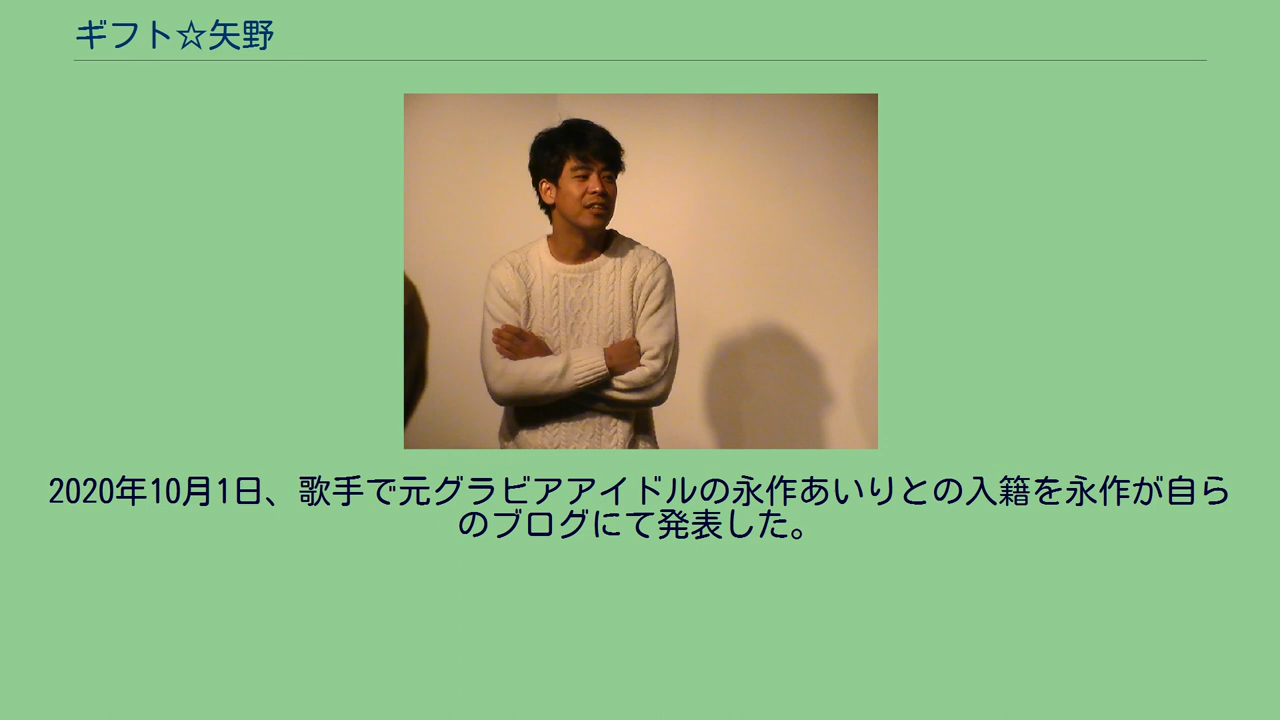 ギフト☆矢野
2020年10月1日、歌手で元グラビアアイドルの永作あいりとの入籍を永作が自ら
のブログにて発表した。